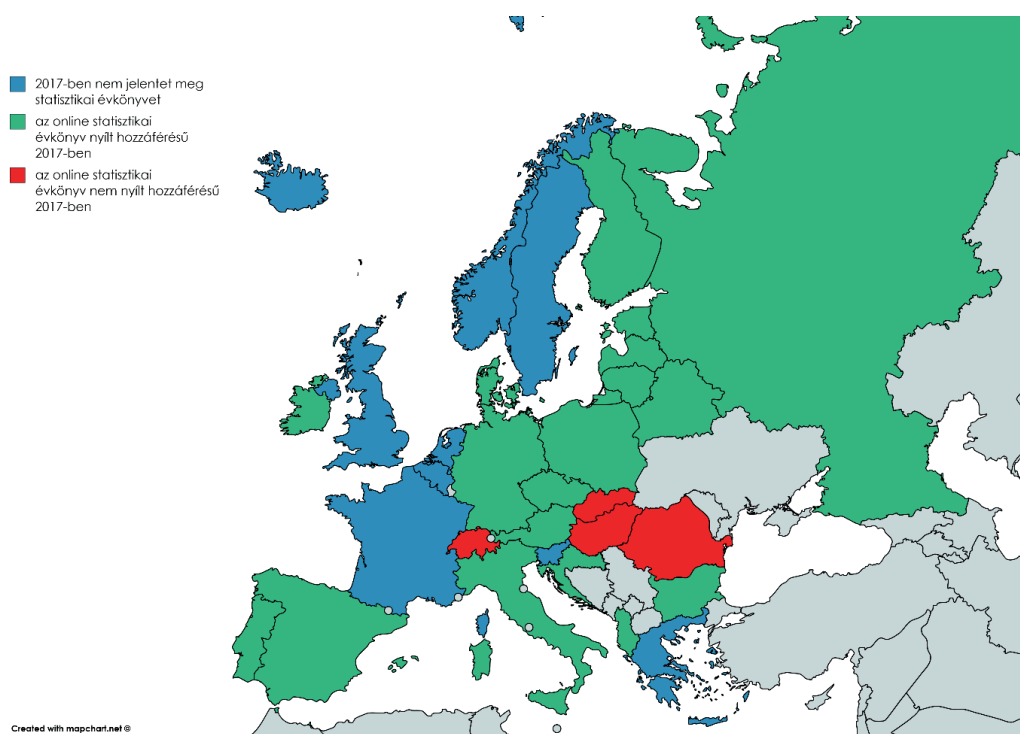 2017-ben nem jelentet meg
statisztikai évkönyvet
az online statisztikai
évkönyv nyílt hozzáférésű
2017-ben
az online statisztikai
évkönyv nem nyílt hozzáférésű
2017-ben
Created with mapchart.net ©